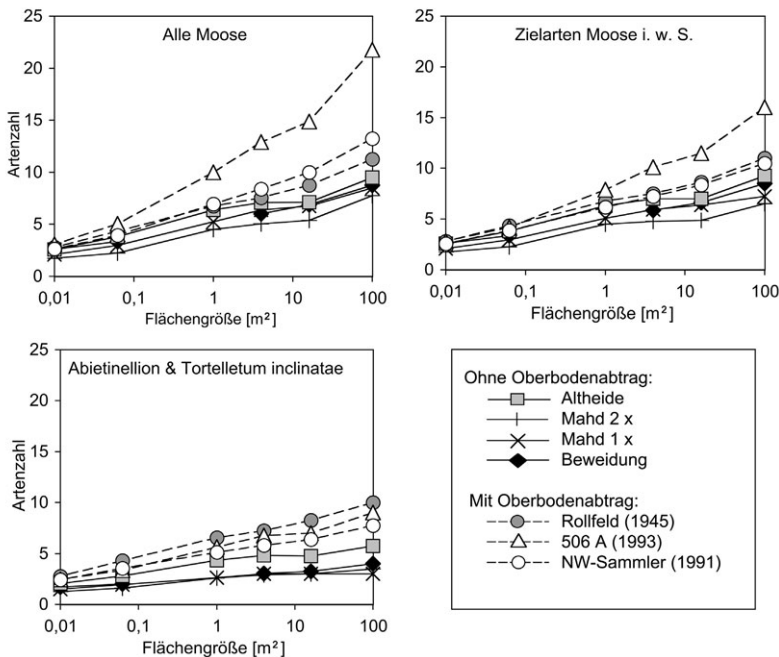 Alle Moose
25
20
15
10
5
0
Artenzahl
0,01 0,1 1 10 100
Flächengröße [m²]
Zielarten Moose i. w. S.
25
20
15
10
5
0
0,01 0,1 1 10 100
Flächengröße [m²]
Abietinellion & Tortelletum inclinatae
25
20
15
10
5
0
Artenzahl
0,01 0,1 1 10 100
Flächengröße [m²]
Ohne Oberbodenabtrag:
Altheide
Mahd 2 x
Mahd 1 x
Beweidung
Mit Oberbodenabtrag:
Rollfeld (1945)
506 A (1993)
NW-Sammler (1991)